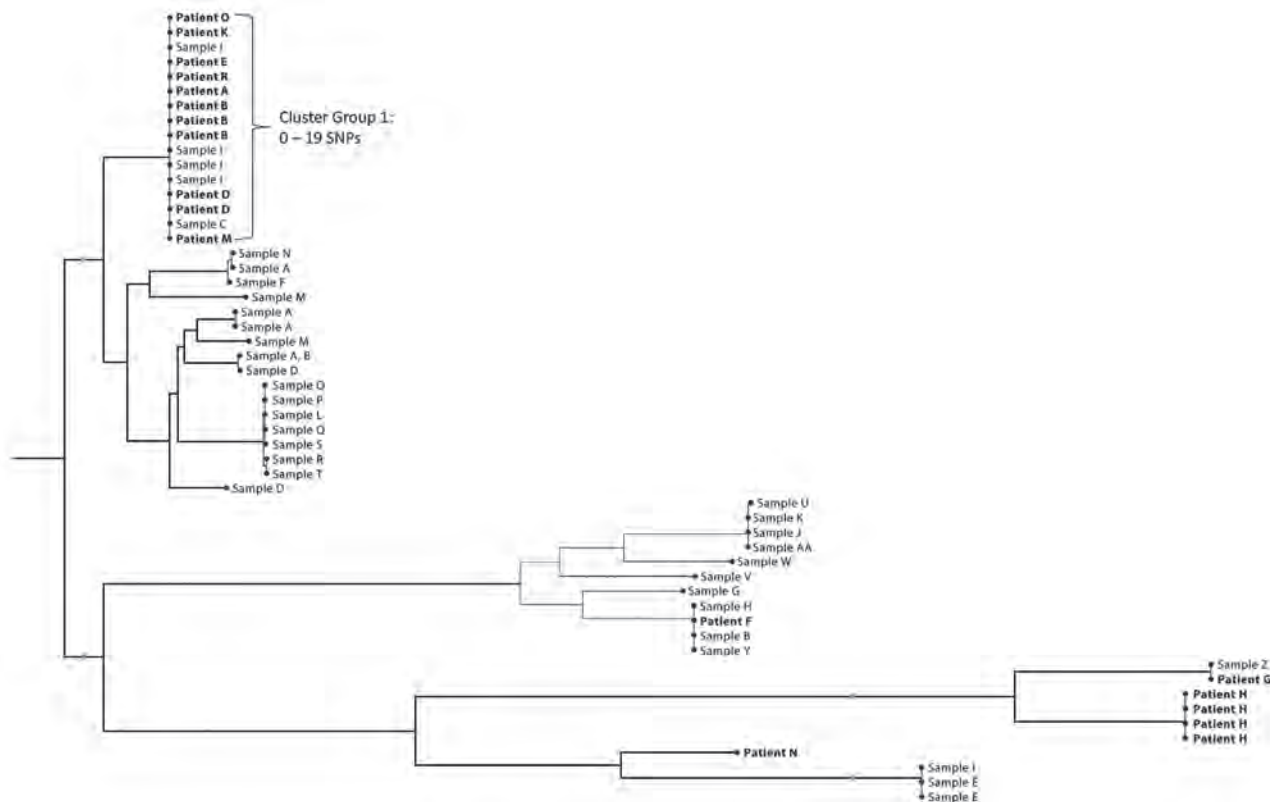 Patient O
Patient K
Sample I
Patient E
Patient R
Patient A
Patient B
Patient B
Patient B
Sample I
Sample I
Sample I
Patient D
Patient D
Sample C
Patient M
Cluster Group 1:
0 – 19 SNPs
Sample N
Sample A
Sample F
Sample M
Sample A
Sample A
Sample M
Sample A, B
Sample D
Sample O
Sample P
Sample L
Sample Q
Sample S
Sample R
Sample T
Sample D
Sample U
Sample K
Sample J
Sample AA
Sample W
Sample V
Sample G
Sample H
Patient F
Sample B
Sample Y
Sample Z
Patient G
Patient H
Patient H
Patient H
Patient H
Patient N
Sample I
Sample E
Sample E